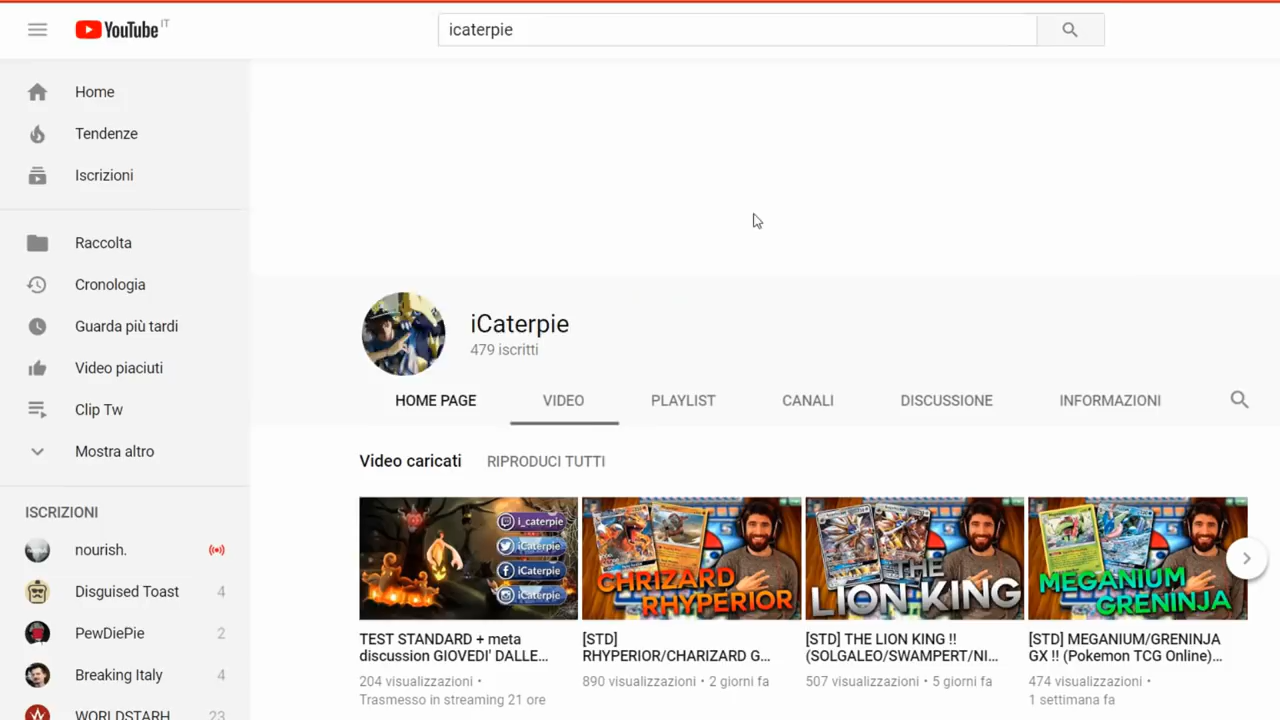 YouTube IT
icaterpie
Home
Tendenze
Iscrizioni
Raccolta
Cronologia
Guarda più tardi
Video piaciuti
Clip Tw
Mostra altro
ISCRIZIONI
nourish.
Disguised Toast 4
PewDiePie 2
Breaking Italy 4
WORLDSTARH 23
iCaterpie
479 iscritti
HOME PAGE VIDEO PLAYLIST CANALI DISCUSSIONE INFORMAZIONI
Video caricati RIPRODUCI TUTTI
i_caterpie
iCaterpie
iCaterpie
iCaterpie
TEST STANDARD + meta
discussion GIOVEDI' DALLE...
204 visualizzazioni •
Trasmesso in streaming 21 ore
CHRIZARD
RHYPERIOR
[STD]
RHYPERIOR/CHARIZARD G...
890 visualizzazioni • 2 giorni fa
THE
LION KING
[STD] THE LION KING !!
(SOLGALEO/SWAMPERT/NI...
507 visualizzazioni • 5 giorni fa
MEGANIUM
GRENINJA
[STD] MEGANIUM/GRENINJA
GX !! (Pokemon TCG Online)...
474 visualizzazioni •
1 settimana fa